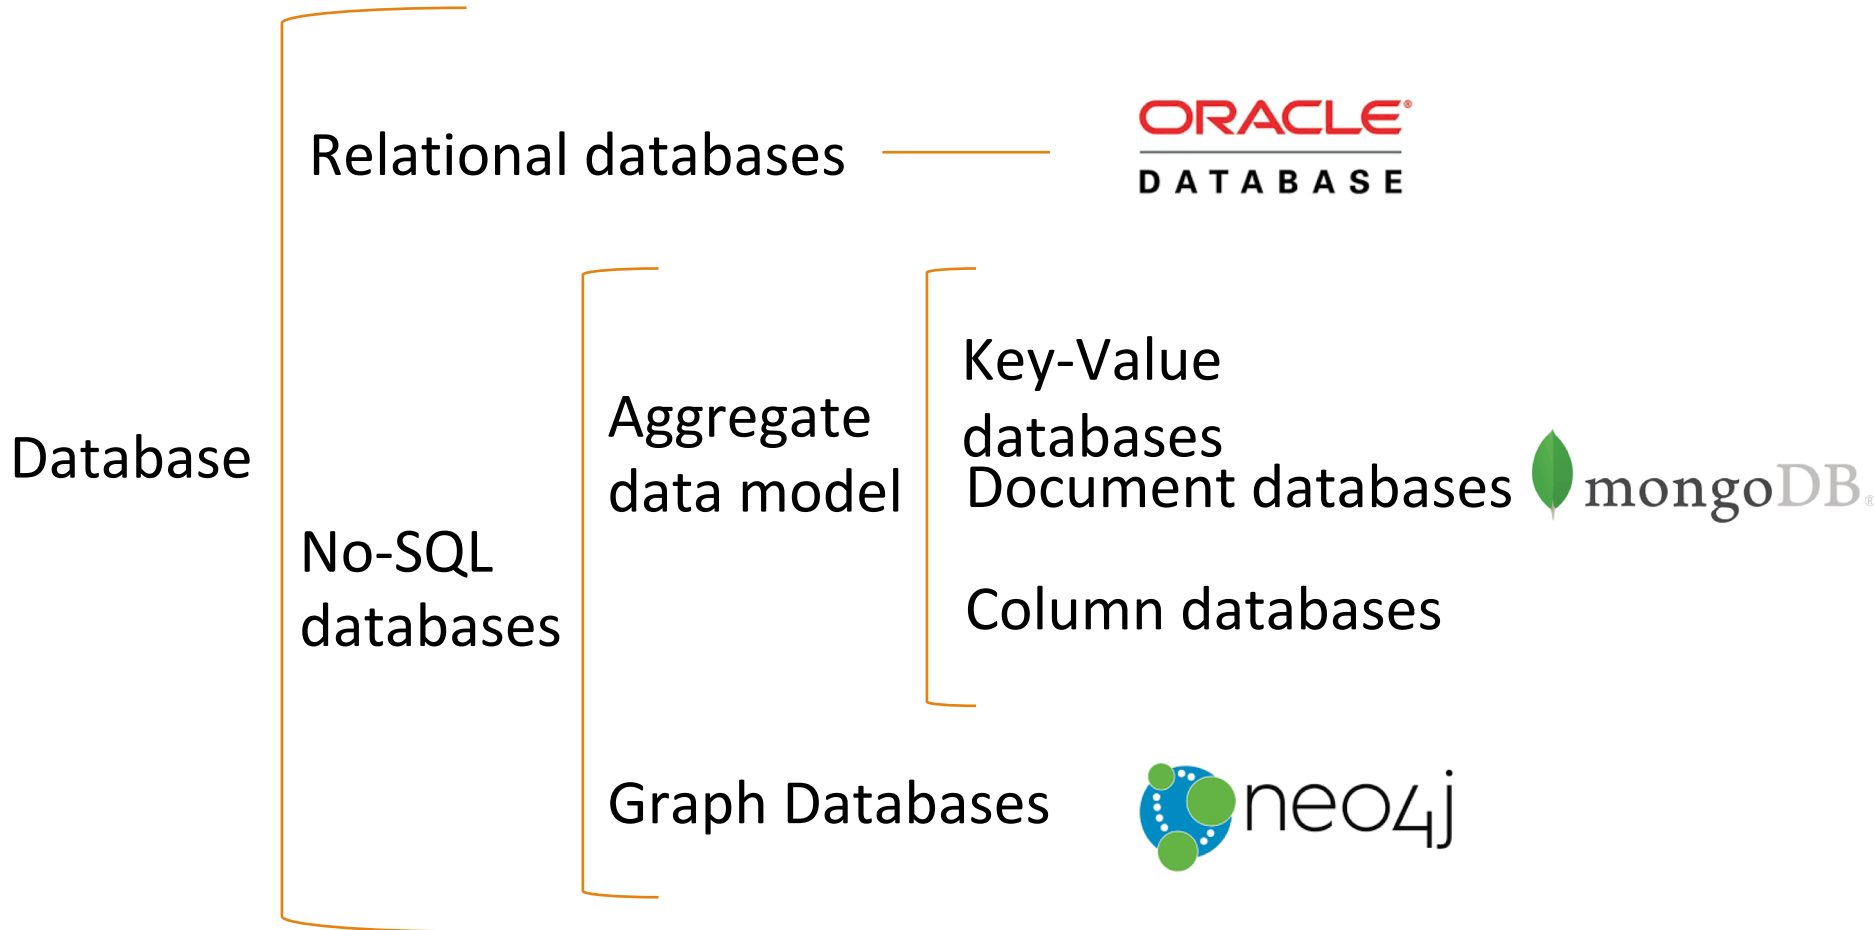 Relational databases
ORACLE®
DATABASE
Key-Value
databases
Aggregate
data model
Database
Document databases
mongoDB®
No-SQL
databases
Column databases
Graph Databases
neo4j